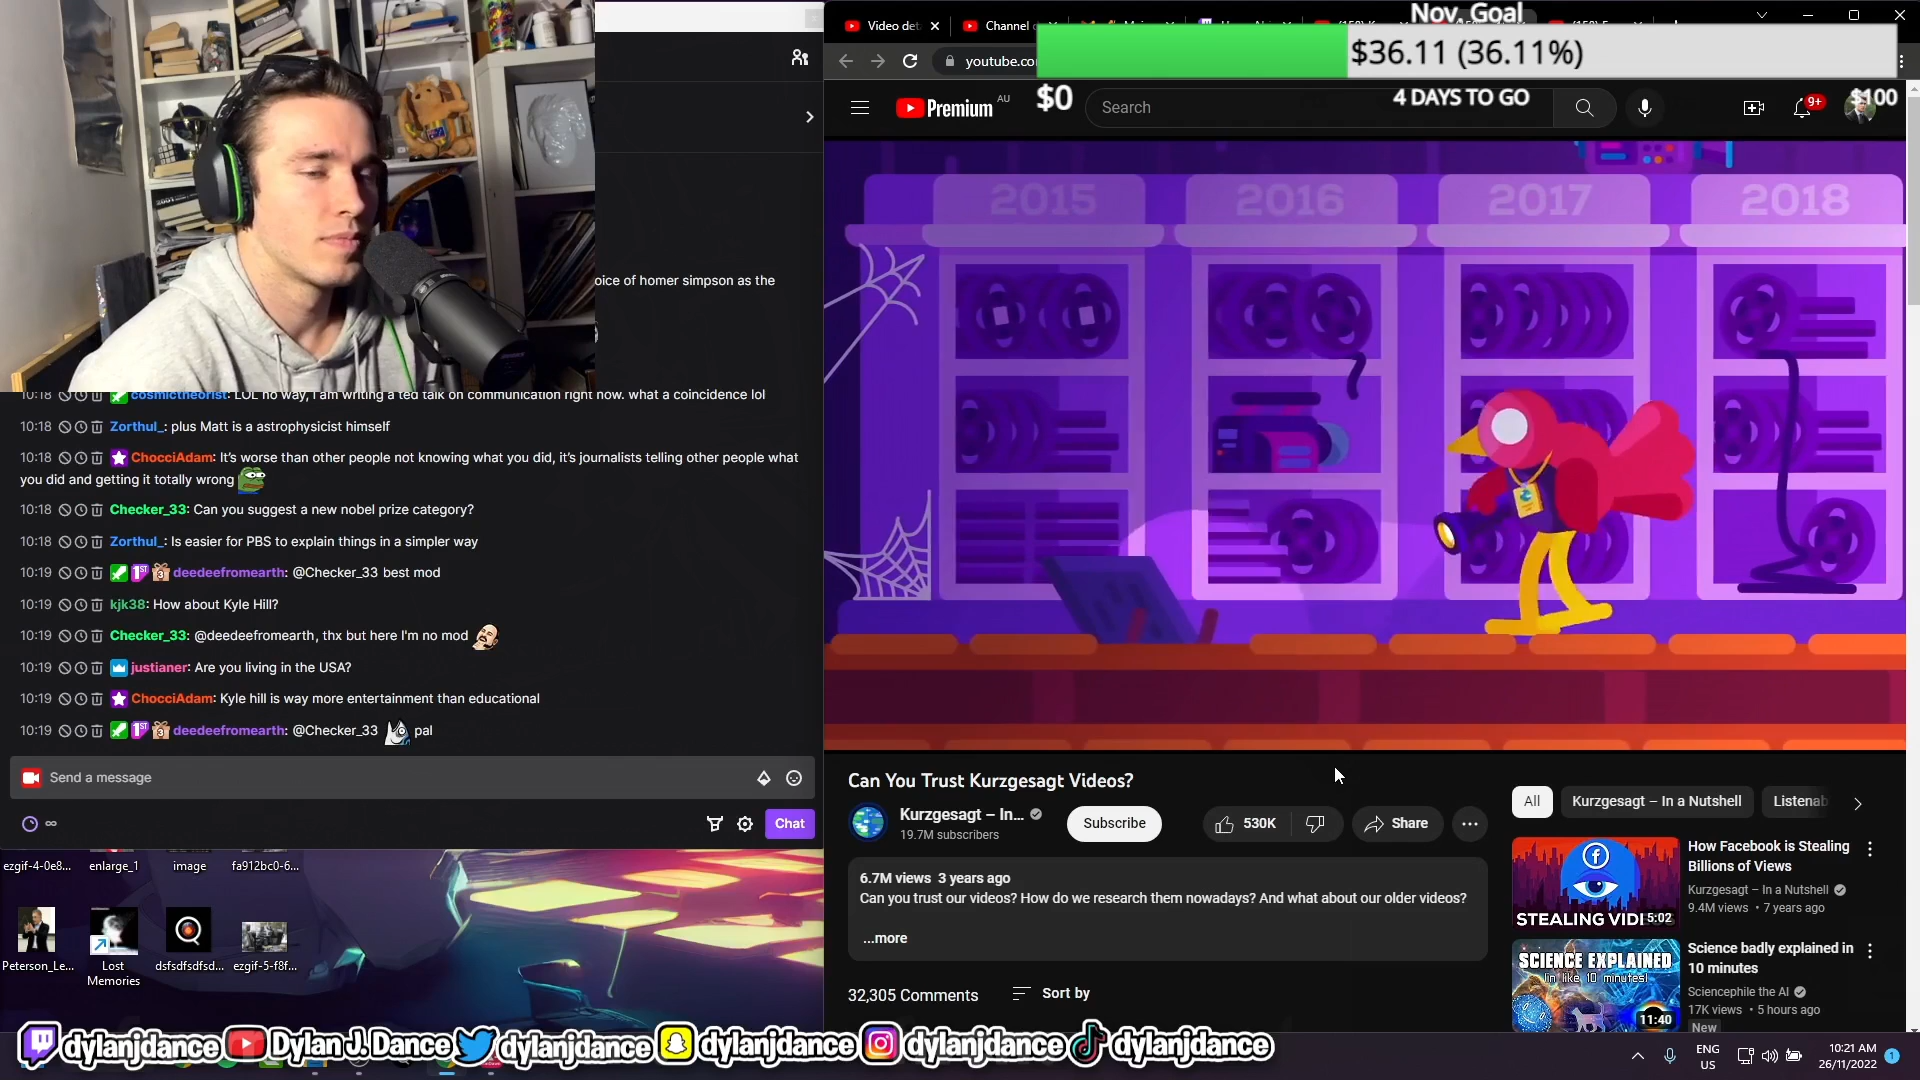 Video det
Channel
Nov. Goal
$36.11 (36.11%)
youtube.co
Premium AU
$0
Search
4 DAYS TO GO
9+
$100
2015
2016
2017
2018
oice of homer simpson as the
10:18 cosmictheorist: LOL no way, I am writing a ted talk on communication right now. what a coincidence lol
10:18 Zorthul_: plus Matt is a astrophysicist himself
10:18 ChocciAdam: It's worse than other people not knowing what you did, it's journalists telling other people what
you did and getting it totally wrong
10:18 Checker_33: Can you suggest a new nobel prize category?
10:18 Zorthul_: Is easier for PBS to explain things in a simpler way
10:19 1ST 3 deedeefromearth: @Checker_33 best mod
10:19 kjk38: How about Kyle Hill?
10:19 Checker_33: @deedeefromearth, thx but here I'm no mod
10:19 justianer: Are you living in the USA?
10:19 ChocciAdam: Kyle hill is way more entertainment than educational
10:19 1ST 3 deedeefromearth: @Checker_33 pal
Send a message
∞
Chat
ezgif-4-0e8...
enlarge_1
image
fa912bc0-6...
Peterson_Le...
Lost
Memories
dsfsdfsdfsd...
ezgif-5-f8f...
Can You Trust Kurzgesagt Videos?
Kurzgesagt – In...
19.7M subscribers
Subscribe
530K
Share
6.7M views 3 years ago
Can you trust our videos? How do we research them nowadays? And what about our older videos?
...more
32,305 Comments
Sort by
All
Kurzgesagt – In a Nutshell
Listenab
STEALING VID
5:02
How Facebook is Stealing
Billions of Views
Kurzgesagt – In a Nutshell
9.4M views • 7 years ago
SCIENCE EXPLAINED
(in like 10 minutes)
11:40
Science badly explained in
10 minutes
Sciencephile the AI
17K views • 5 hours ago
New
dylanjdance
Dylan J. Dance
dylanjdance
dylanjdance
dylanjdance
dylanjdance
ENG
US
10:21 AM
26/11/2022
1